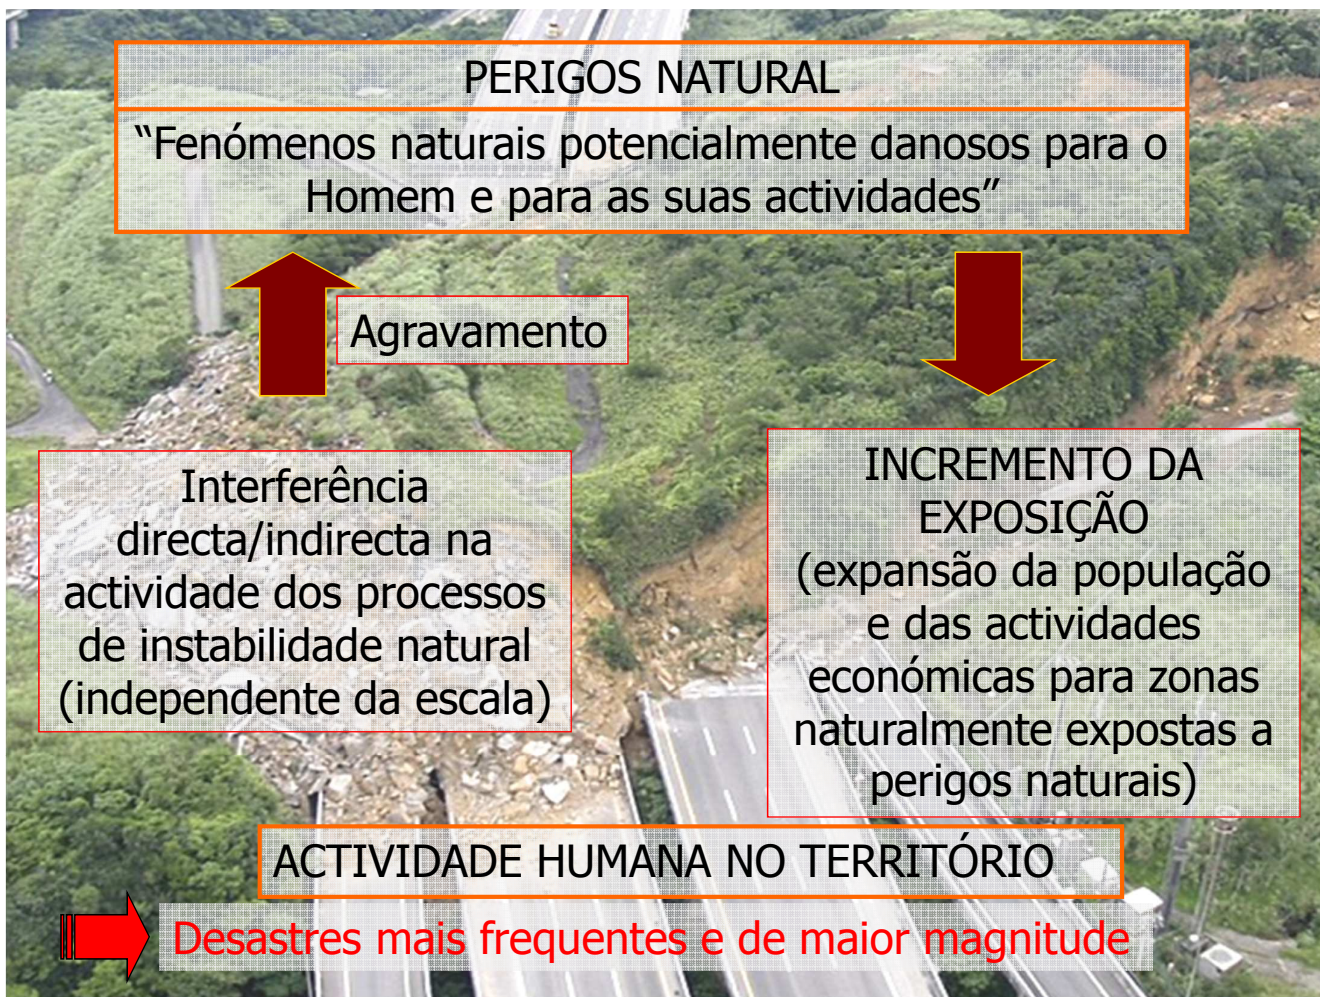 PERIGOS NATURAL
“Fenómenos naturais potencialmente danosos para o
Homem e para as suas actividades”
Agravamento
Interferência
directa/indirecta na
actividade dos processos
de instabilidade natural
(independente da escala)
INCREMENTO DA
EXPOSIÇÃO
(expansão da população
e das actividades
económicas para zonas
naturalmente expostas a
perigos naturais)
ACTIVIDADE HUMANA NO TERRITÓRIO
Desastres mais frequentes e de maior magnitude